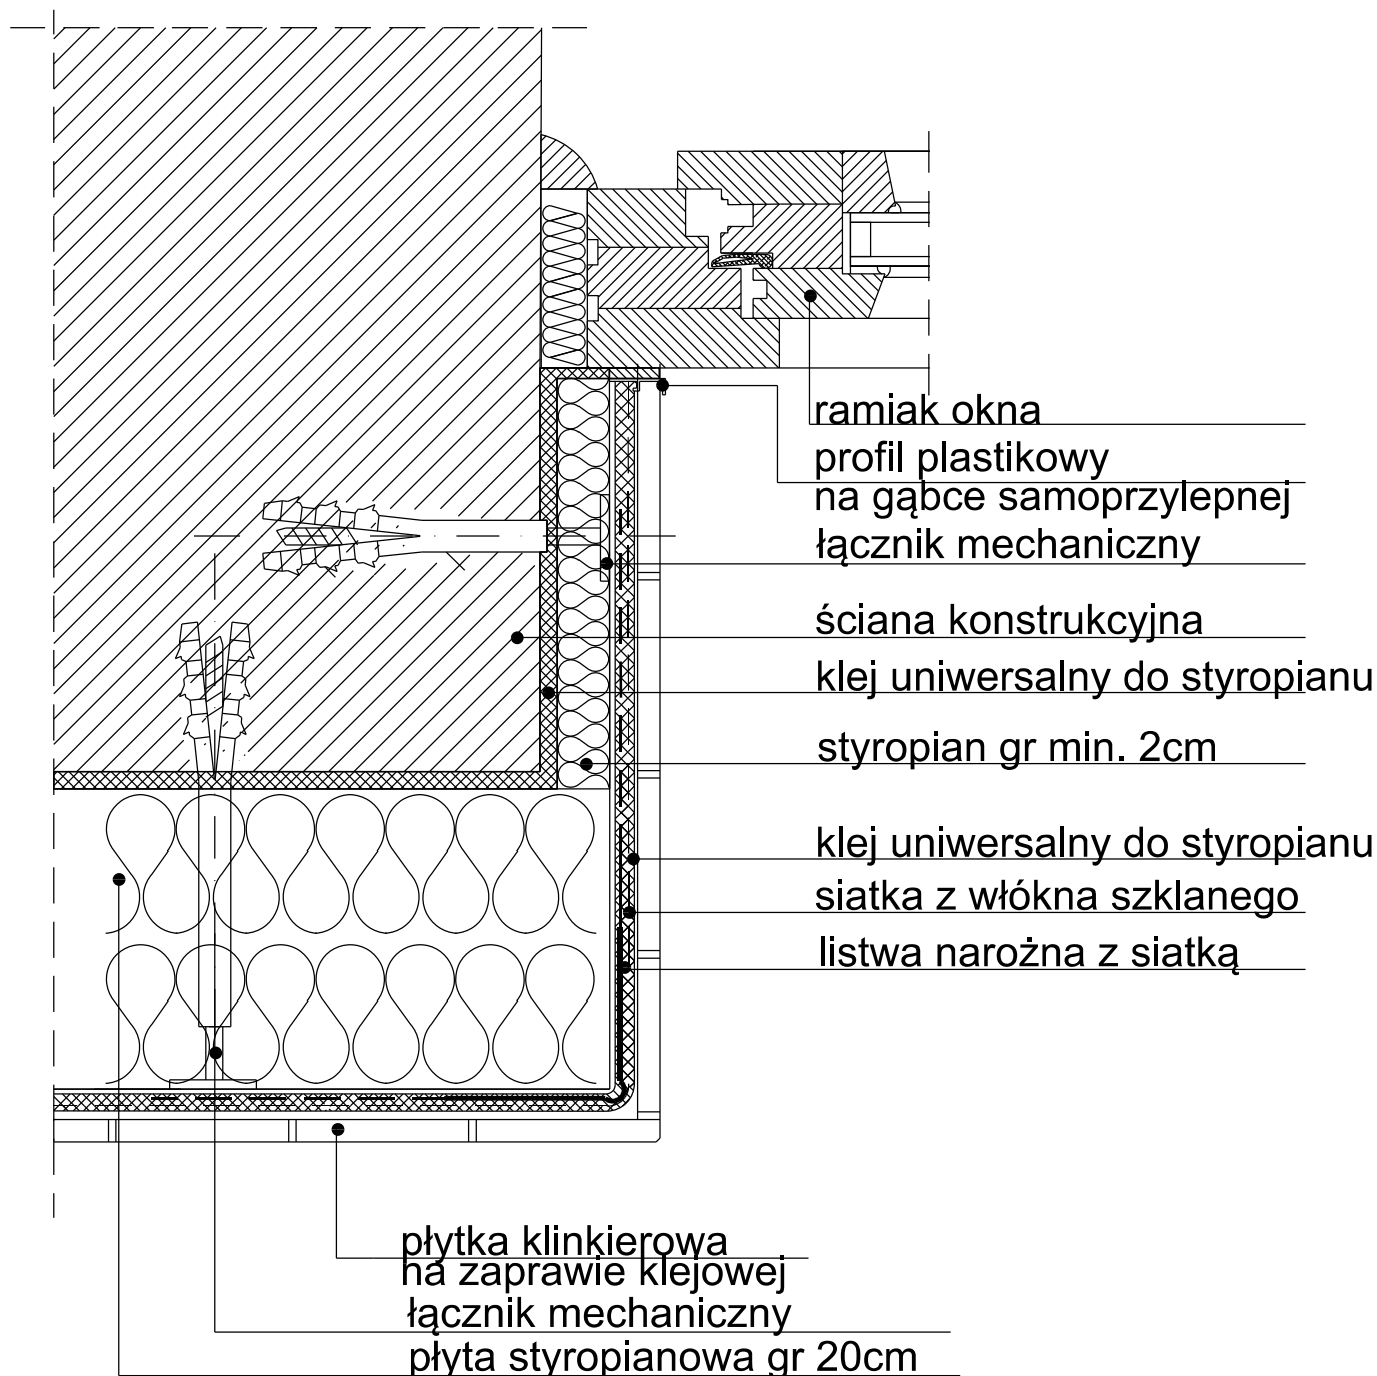 ramiak okna
profil plastikowy
na gąbce samoprzylepnej
łącznik mechaniczny
ściana konstrukcyjna
klej uniwersalny do styropianu
styropian gr min. 2cm
klej uniwersalny do styropianu
siatka z włókna szklanego
listwa narożna z siatką
płytka klinkierowa
na zaprawie klejowej
łącznik mechaniczny
płyta styropianowa gr 20cm